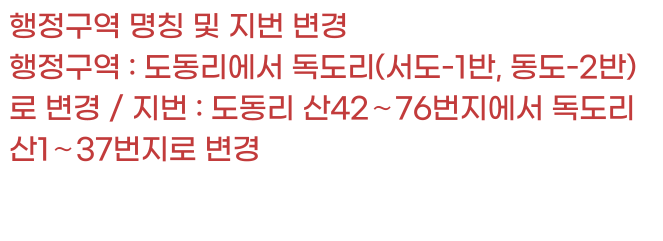 행정구역 명칭 및 지번 변경
행정구역 : 도동리에서 독도리(서도-1반, 동도-2반)
로 변경 / 지번 : 도동리 산42~76번지에서 독도리
산1~37번지로 변경